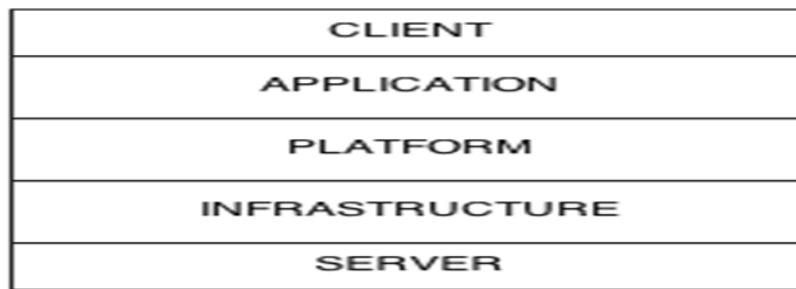 CLIENT
APPLICATION
PLATFORM
INFRASTRUCTURE
SERVER